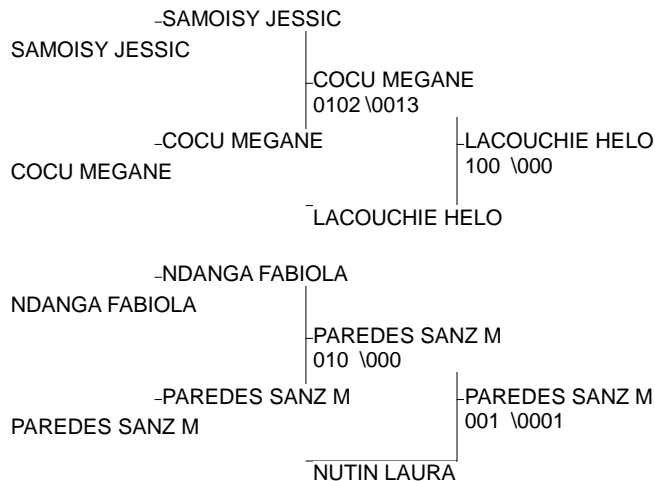 SAMOISY JESSIC
SAMOISY JESSIC
COCU MEGANE
0102 \0013
COCU MEGANE
LACOUCHIE HELO
COCU MEGANE
100 \000
LACOUCHIE HELO
NDANGA FABIOLA
NDANGA FABIOLA
PAREDES SANZ M
010 \000
PAREDES SANZ M
PAREDES SANZ M
PAREDES SANZ M
001 \0001
NUTIN LAURA